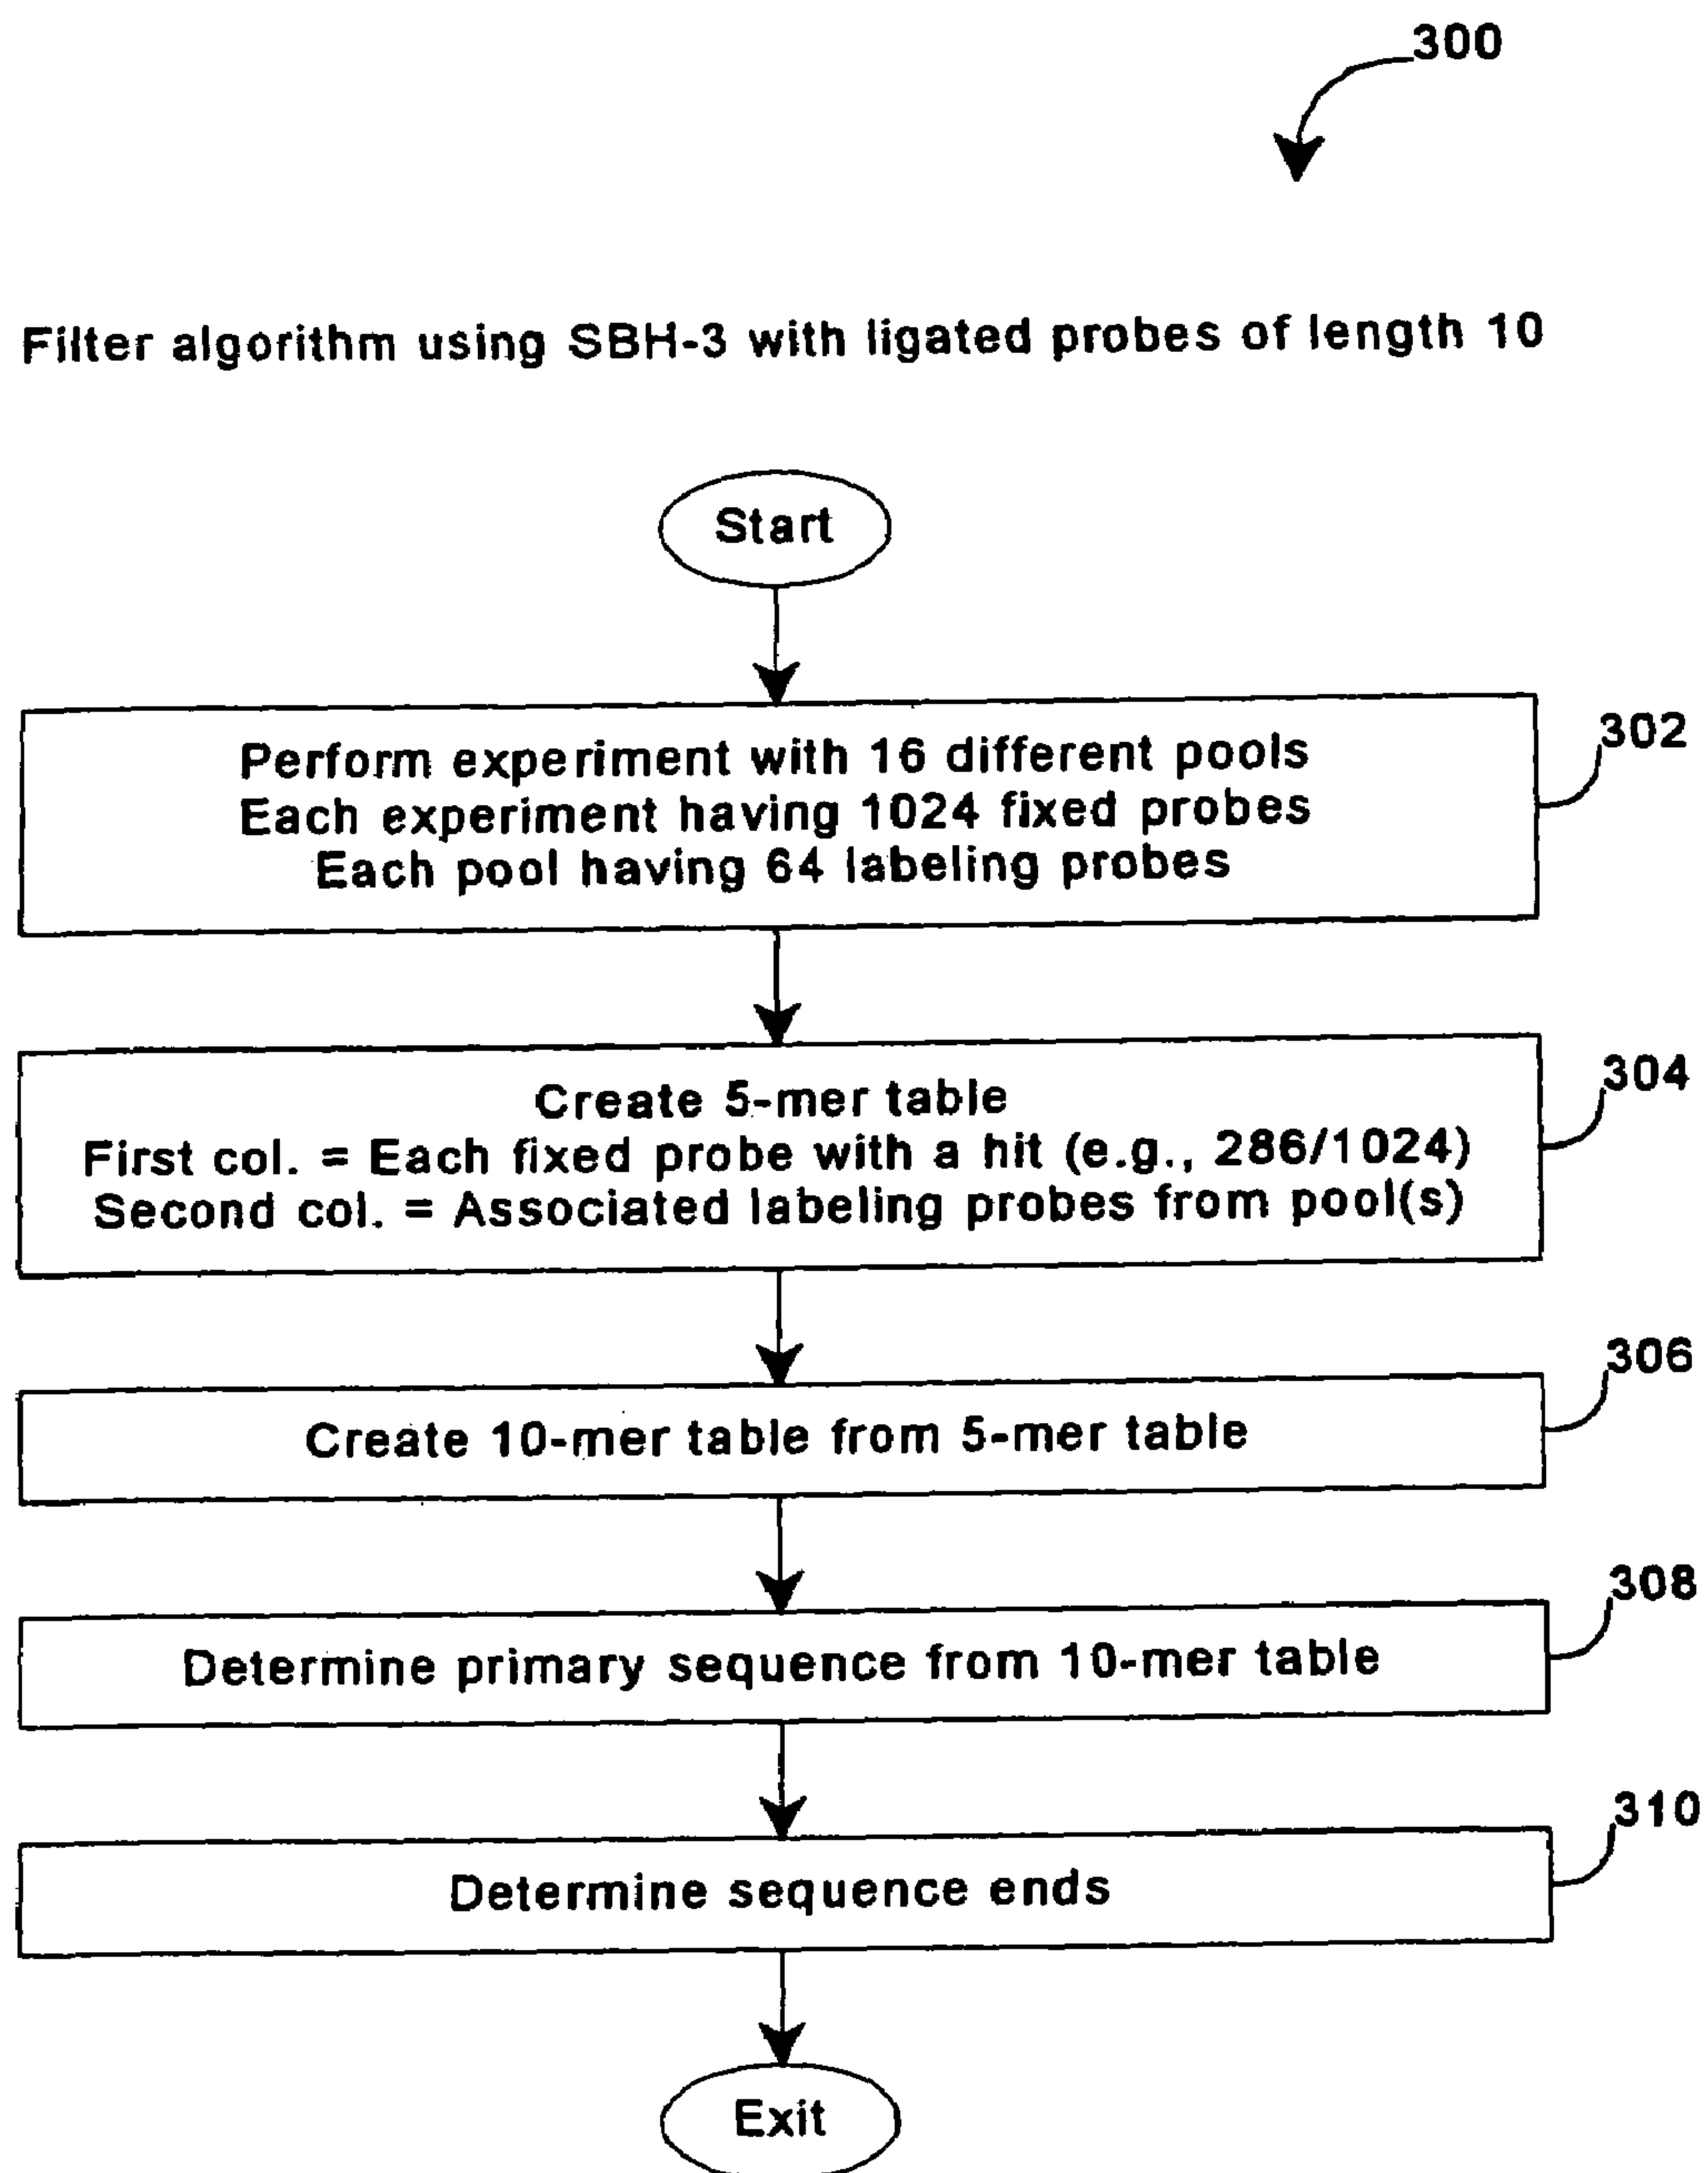 300
Filter algorithm using SBH-3 with ligated probes of length 10
Start
Perform experiment with 16 different pools
Each experiment having 1024 fixed probes
Each pool having 64 labeling probes
302
Create 5-mer table
First col. = Each fixed probe with a hit (e.g., 286/1024)
Second col. = Associated labeling probes from pool(s)
304
Create 10-mer table from 5-mer table
306
Determine primary sequence from 10-mer table
308
Determine sequence ends
310
Exit